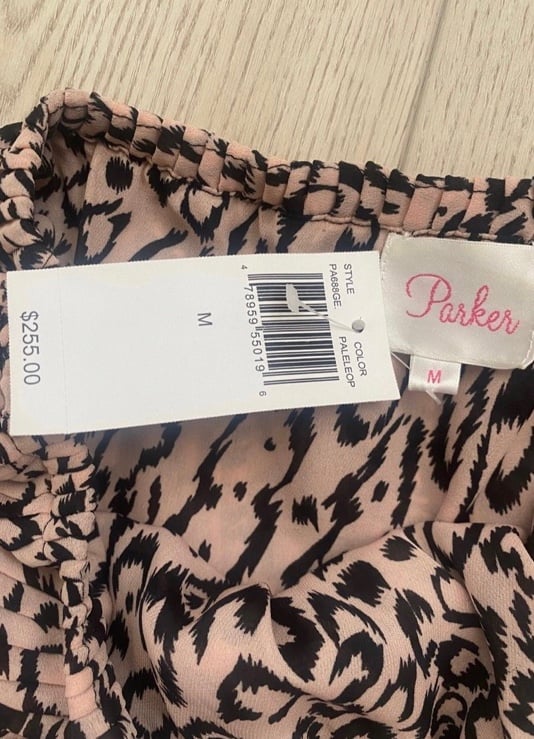 STYLE
PA688GE
COLOR
PALELEOP
4 78959 55019 6
M
$255.00
Parker
M